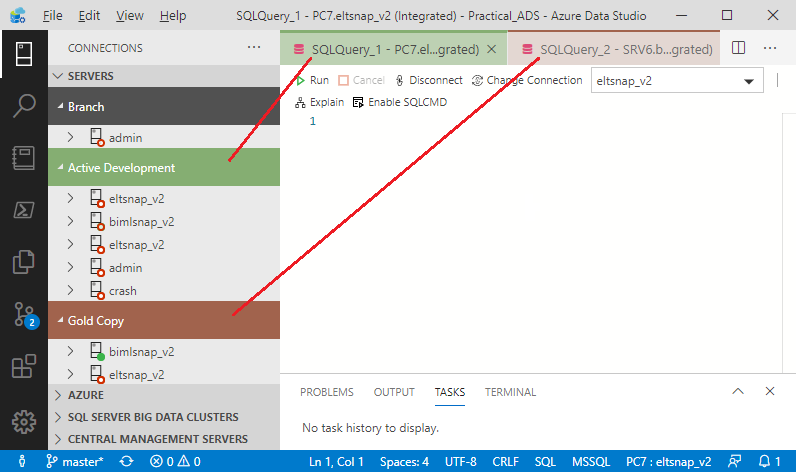 File Edit View Help SQLQuery_1 - PC7.eltsnap_v2 (Integrated) - Practical_ADS - Azure Data Studio
CONNECTIONS
SERVERS
Branch
admin
Active Development
eltsnap_v2
bimlsnap_v2
eltsnap_v2
admin
crash
Gold Copy
bimlsnap_v2
eltsnap_v2
AZURE
SQL SERVER BIG DATA CLUSTERS
CENTRAL MANAGEMENT SERVERS
2
SQLQuery_1 - PC7.el...grated) SQLQuery_2 - SRV6.b...grated)
Run Cancel Disconnect Change Connection eltsnap_v2
Explain Enable SQLCMD
1
PROBLEMS OUTPUT TASKS TERMINAL
No task history to display.
master* 0 0 Ln 1, Col 1 Spaces: 4 UTF-8 CRLF SQL MSSQL PC7 : eltsnap_v2 1